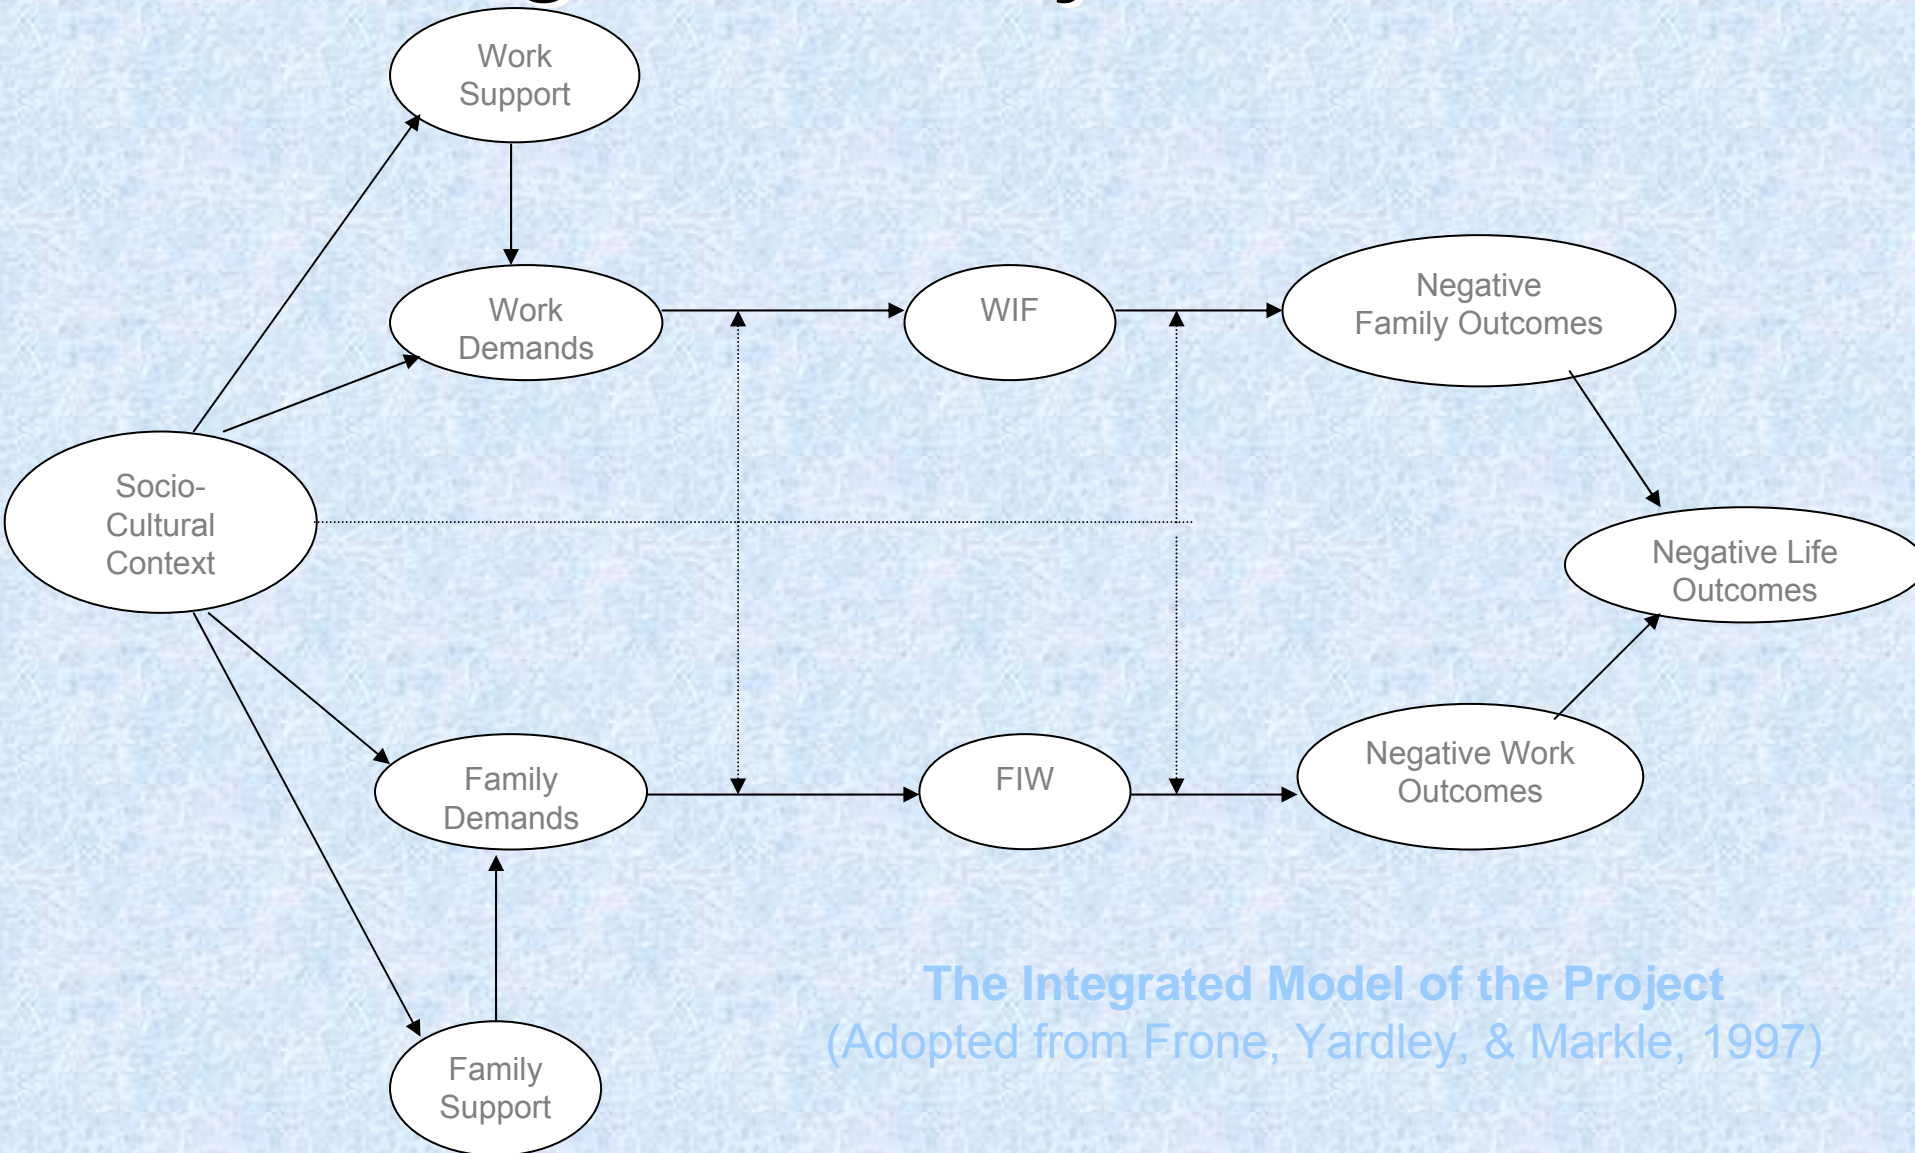 Work
Support
Work
Demands
WIF
Negative
Family Outcomes
Socio-
Cultural
Context
Negative Life
Outcomes
Family
Demands
FIW
Negative Work
Outcomes
Family
Support
The Integrated Model of the Project
(Adopted from Frone, Yardley, & Markle, 1997)